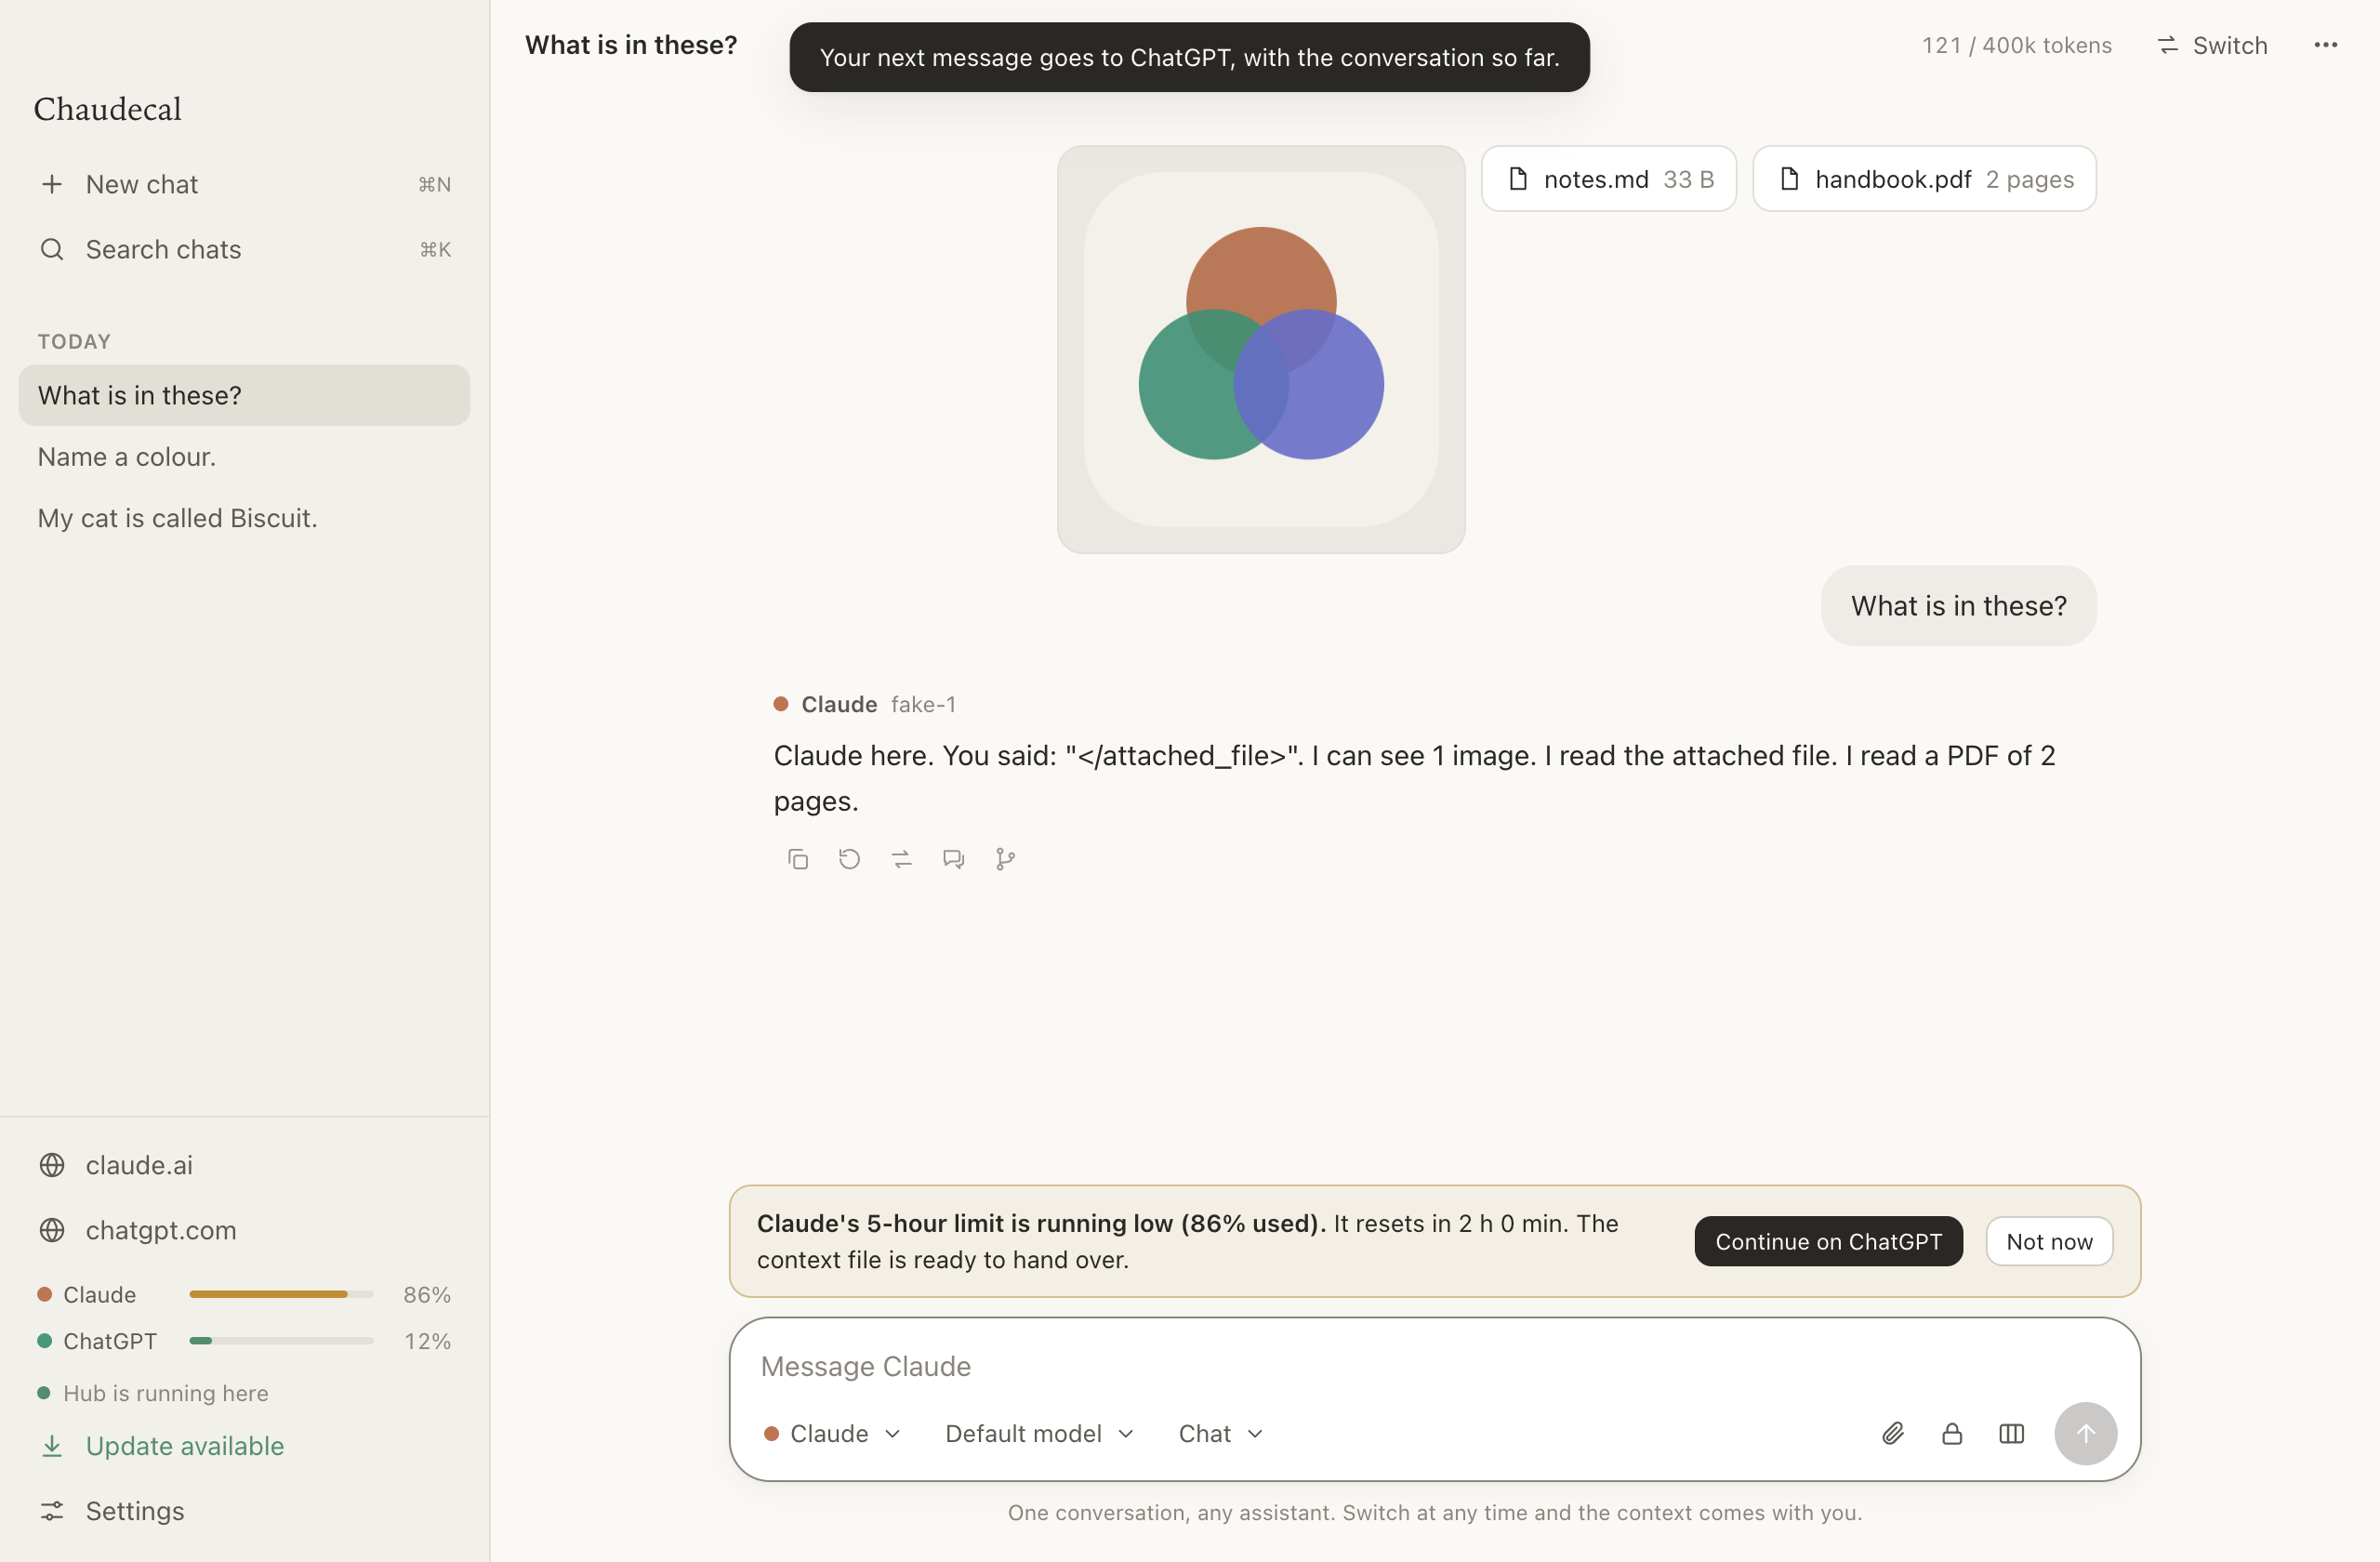 Chaudecal
New chat ⌘N
Search chats ⌘K
TODAY
What is in these?
Name a colour.
My cat is called Biscuit.
claude.ai
chatgpt.com
Claude 86%
ChatGPT 12%
Hub is running here
Update available
Settings
What is in these?
Your next message goes to ChatGPT, with the conversation so far.
121 / 400k tokens
Switch
notes.md 33 B
handbook.pdf 2 pages
What is in these?
Claude fake-1
Claude here. You said: "</attached_file>". I can see 1 image. I read the attached file. I read a PDF of 2
pages.
Claude's 5-hour limit is running low (86% used). It resets in 2 h 0 min. The
context file is ready to hand over.
Continue on ChatGPT
Not now
Message Claude
Claude
Default model
Chat
One conversation, any assistant. Switch at any time and the context comes with you.